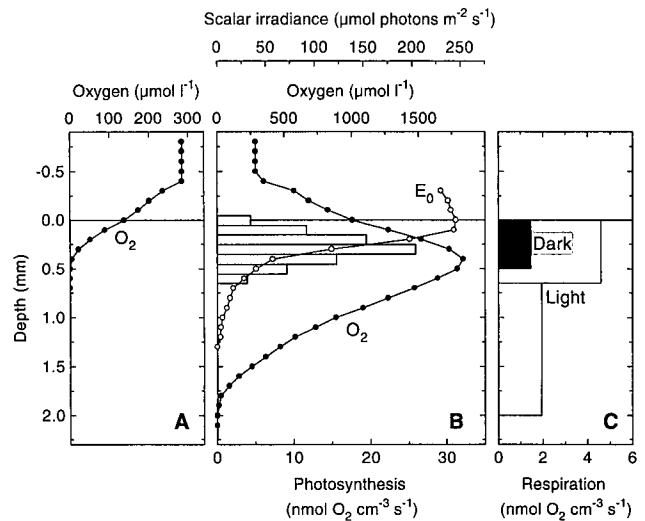 Scalar irradiance (µmol photons m-2 s-1)
0 50 100 150 200 250
Oxygen (µmol l-1)
0 100 200 300
Oxygen (µmol l-1)
0 500 1000 1500
Depth (mm)
-0.5
0.0
0.5
1.0
1.5
2.0
O2
A
E0
O2
B
Dark
Light
C
0 10 20 30
Photosynthesis
(nmol O2 cm-3 s-1)
0 2 4 6
Respiration
(nmol O2 cm-3 s-1)